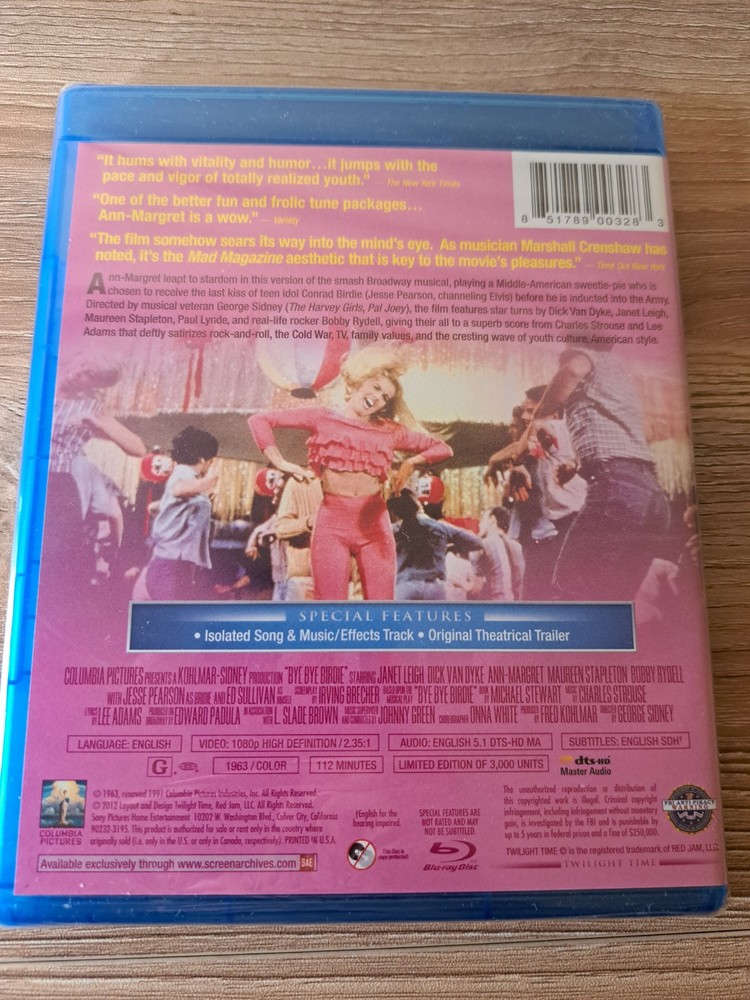 "It hums with vitality and humor...it jumps with the
pace and vigor of totally realized youth." — The New York Times
"One of the better fun and frolic tune packages...
Ann-Margret is a wow." — Variety
"The film somehow sears its way into the mind's eye. As musician Marshall Crenshaw has
noted, it's the Mad Magazine aesthetic that is key to the movie's pleasures." — Time Out New York
8 51789 00328 3
Ann-Margret leapt to stardom in this version of the smash Broadway musical, playing a Middle-American sweetie-pie who is
chosen to receive the last kiss of teen idol Conrad Birdie (Jesse Pearson, channeling Elvis) before he is inducted into the Army.
Directed by musical veteran George Sidney (The Harvey Girls, Pal Joey), the film features star turns by Dick Van Dyke, Janet Leigh,
Maureen Stapleton, Paul Lynde, and real-life rocker Bobby Rydell, giving their all to a superb score from Charles Strouse and Lee
Adams that deftly satirizes rock-and-roll, the Cold War, TV, family values, and the cresting wave of youth culture, American style.
SPECIAL FEATURES
• Isolated Song & Music/Effects Track • Original Theatrical Trailer
COLUMBIA PICTURES PRESENTS A KOHLMAR-SIDNEY PRODUCTION "BYE BYE BIRDIE" STARRING JANET LEIGH DICK VAN DYKE ANN-MARGRET MAUREEN STAPLETON BOBBY RYDELL
WITH JESSE PEARSON AS BIRDIE AND ED SULLIVAN AS HIMSELF SCREENPLAY BY IRVING BRECHER BASED UPON THE MUSICAL PLAY "BYE BYE BIRDIE" BOOK BY MICHAEL STEWART MUSIC BY CHARLES STROUSE
LYRICS BY LEE ADAMS PRODUCED ON BROADWAY BY EDWARD PADULA IN ASSOCIATION WITH L. SLADE BROWN MUSIC SUPERVISED AND CONDUCTED BY JOHNNY GREEN CHOREOGRAPHER ONNA WHITE PRODUCED BY FRED KOHLMAR DIRECTED BY GEORGE SIDNEY
LANGUAGE: ENGLISH
VIDEO: 1080p HIGH DEFINITION / 2.35:1
AUDIO: ENGLISH 5.1 DTS-HD MA
SUBTITLES: ENGLISH SDH†
G
1963 / COLOR
112 MINUTES
LIMITED EDITION OF 3,000 UNITS
dts-HD
Master Audio
© 1963, renewed 1991 Columbia Pictures Industries, Inc. All Rights Reserved.
© 2012 Layout and Design Twilight Time, Red Jam, LLC. All Rights Reserved.
Sony Pictures Home Entertainment 10202 W. Washington Blvd., Culver City, California
90232-3195. This product is authorized for sale or rent only in the country where
originally sold (i.e. only in the U.S. or only in Canada, respectively). PRINTED IN U.S.A.
COLUMBIA
PICTURES
†English for the
hearing impaired.
This Disc is
copy protected
SPECIAL FEATURES ARE
NOT RATED AND MAY
NOT BE SUBTITLED.
Blu-ray Disc
The unauthorized reproduction or distribution of
this copyrighted work is illegal. Criminal copyright
infringement, including infringement without monetary
gain, is investigated by the FBI and is punishable by
up to 5 years in federal prison and a fine of $250,000.
FBI ANTI-PIRACY
WARNING
TWILIGHT TIME © is the registered trademark of RED JAM, LLC.
TWILIGHT TIME
Available exclusively through www.screenarchives.com SAE